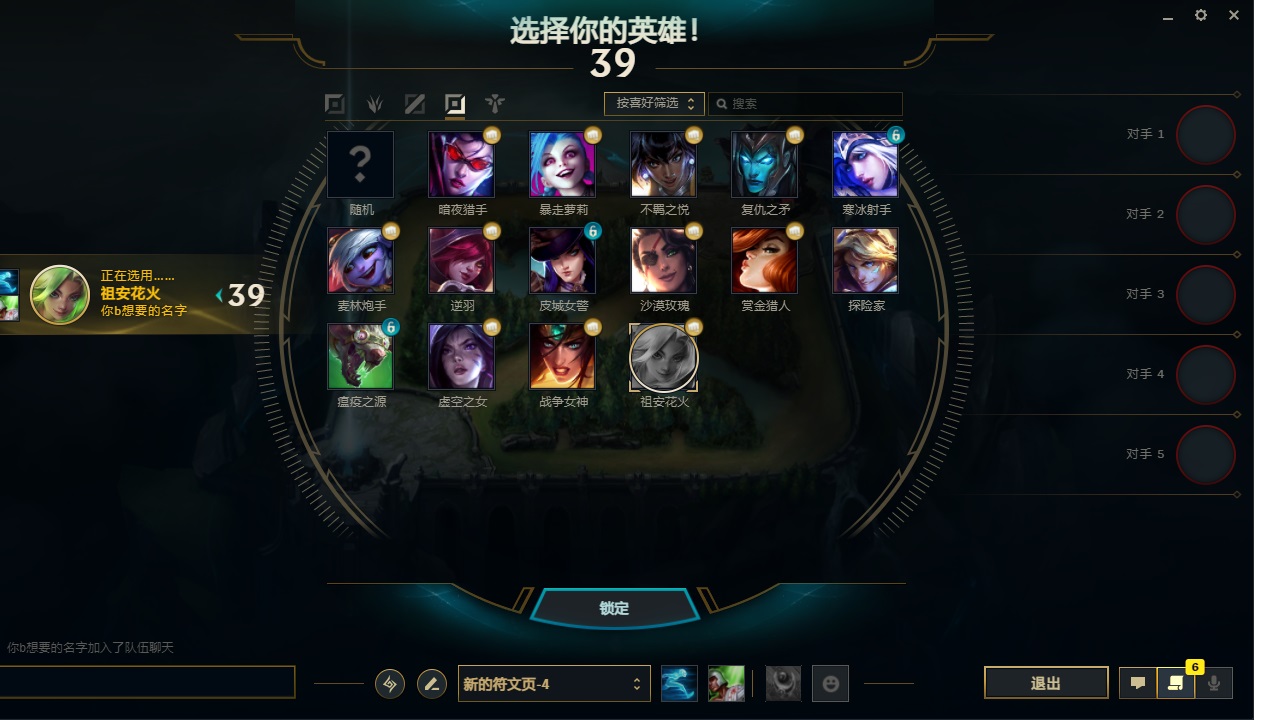 选择你的英雄!
39
按喜好筛选
搜索
随机
暗夜猎手
暴走萝莉
不羁之悦
复仇之矛
6
寒冰射手
麦林炮手
逆羽
6
皮城女警
沙漠玫瑰
赏金猎人
探险家
6
瘟疫之源
虚空之女
战争女神
祖安花火
正在选用......
祖安花火
你b想要的名字
39
对手 1
对手 2
对手 3
对手 4
对手 5
锁定
你b想要的名字加入了队伍聊天
新的符文页-4
退出
6